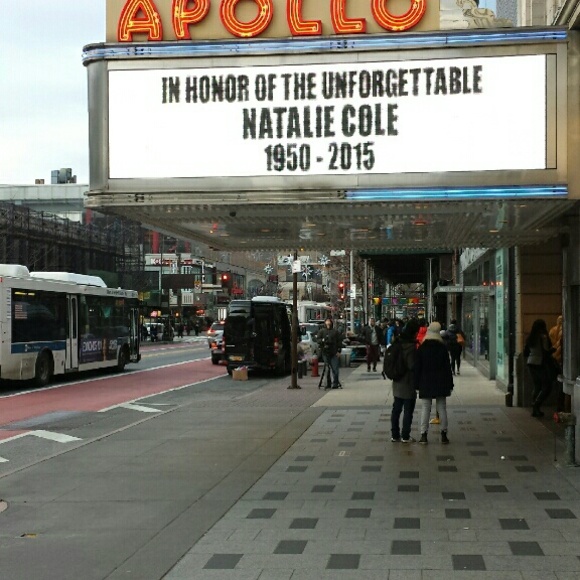 APOLLO
IN HONOR OF THE UNFORGETTABLE
NATALIE COLE
1950 - 2015